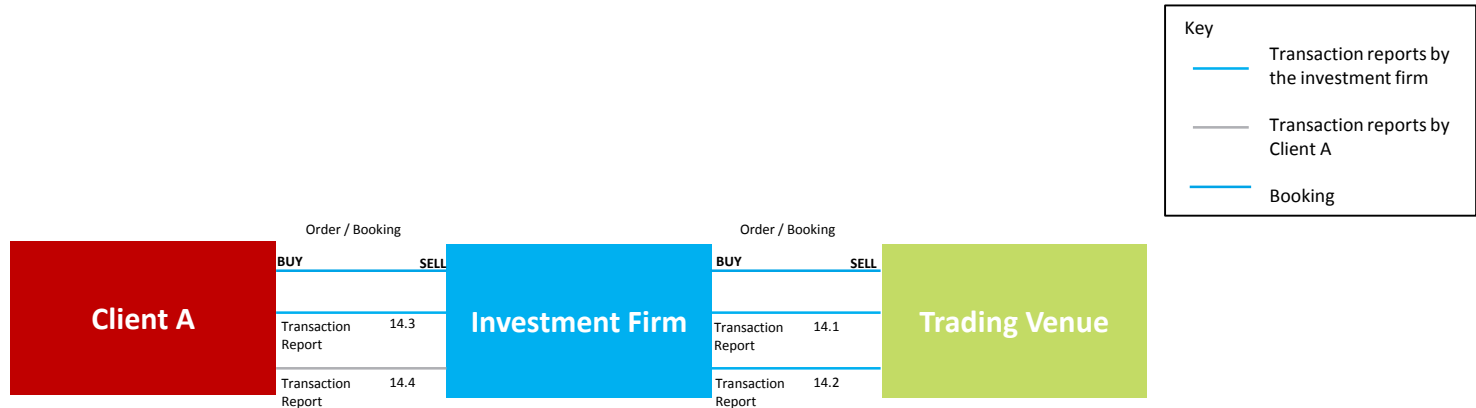 Key
Transaction reports by
the investment firm
Transaction reports by
Client A
Booking
Order / Booking
Order / Booking
BUY
SELL
BUY
SELL
Client A
Transaction
Report
14.3
Investment Firm
Transaction
Report
14.1
Trading Venue
Transaction
Report
14.4
Transaction
Report
14.2